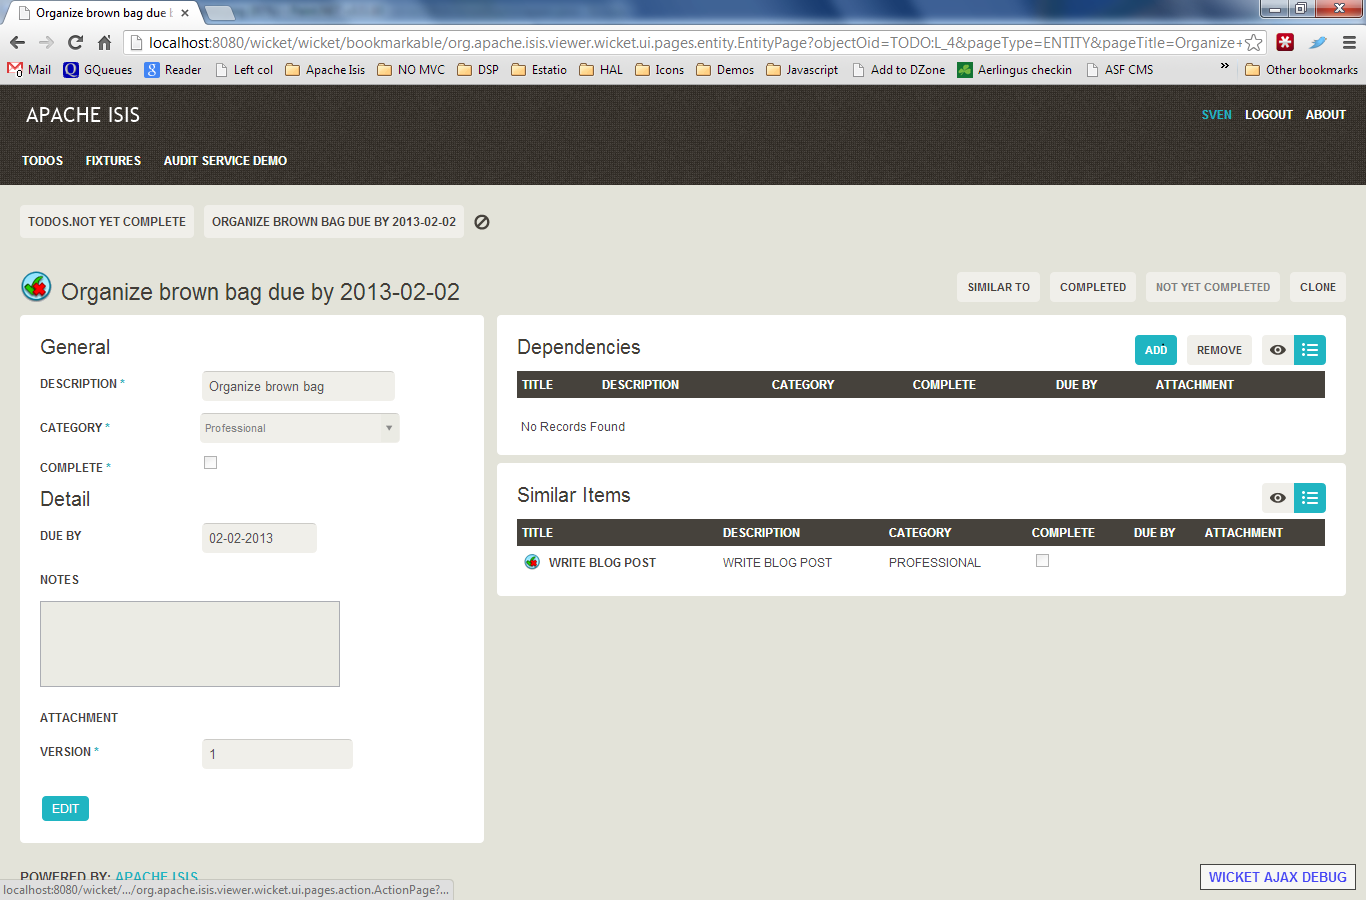 Organize brown bag due b
localhost:8080/wicket/wicket/bookmarkable/org.apache.isis.viewer.wicket.ui.pages.entity.EntityPage?objectOid=TODO:L_4&pageType=ENTITY&pageTitle=Organize+
Mail GQueues Reader Left col Apache Isis NO MVC DSP Estatio HAL Icons Demos Javascript Add to DZone Aerlingus checkin ASF CMS » Other bookmarks
APACHE ISIS
SVEN LOGOUT ABOUT
TODOS FIXTURES AUDIT SERVICE DEMO
TODOS.NOT YET COMPLETE ORGANIZE BROWN BAG DUE BY 2013-02-02
Organize brown bag due by 2013-02-02
SIMILAR TO COMPLETED NOT YET COMPLETED CLONE
General
DESCRIPTION * Organize brown bag
CATEGORY * Professional
COMPLETE *
Detail
DUE BY 02-02-2013
NOTES
ATTACHMENT
VERSION * 1
EDIT
Dependencies
ADD REMOVE
TITLE DESCRIPTION CATEGORY COMPLETE DUE BY ATTACHMENT
No Records Found
Similar Items
TITLE DESCRIPTION CATEGORY COMPLETE DUE BY ATTACHMENT
WRITE BLOG POST WRITE BLOG POST PROFESSIONAL
POWERED BY: APACHE ISIS
localhost:8080/wicket/.../org.apache.isis.viewer.wicket.ui.pages.action.ActionPage?...
WICKET AJAX DEBUG